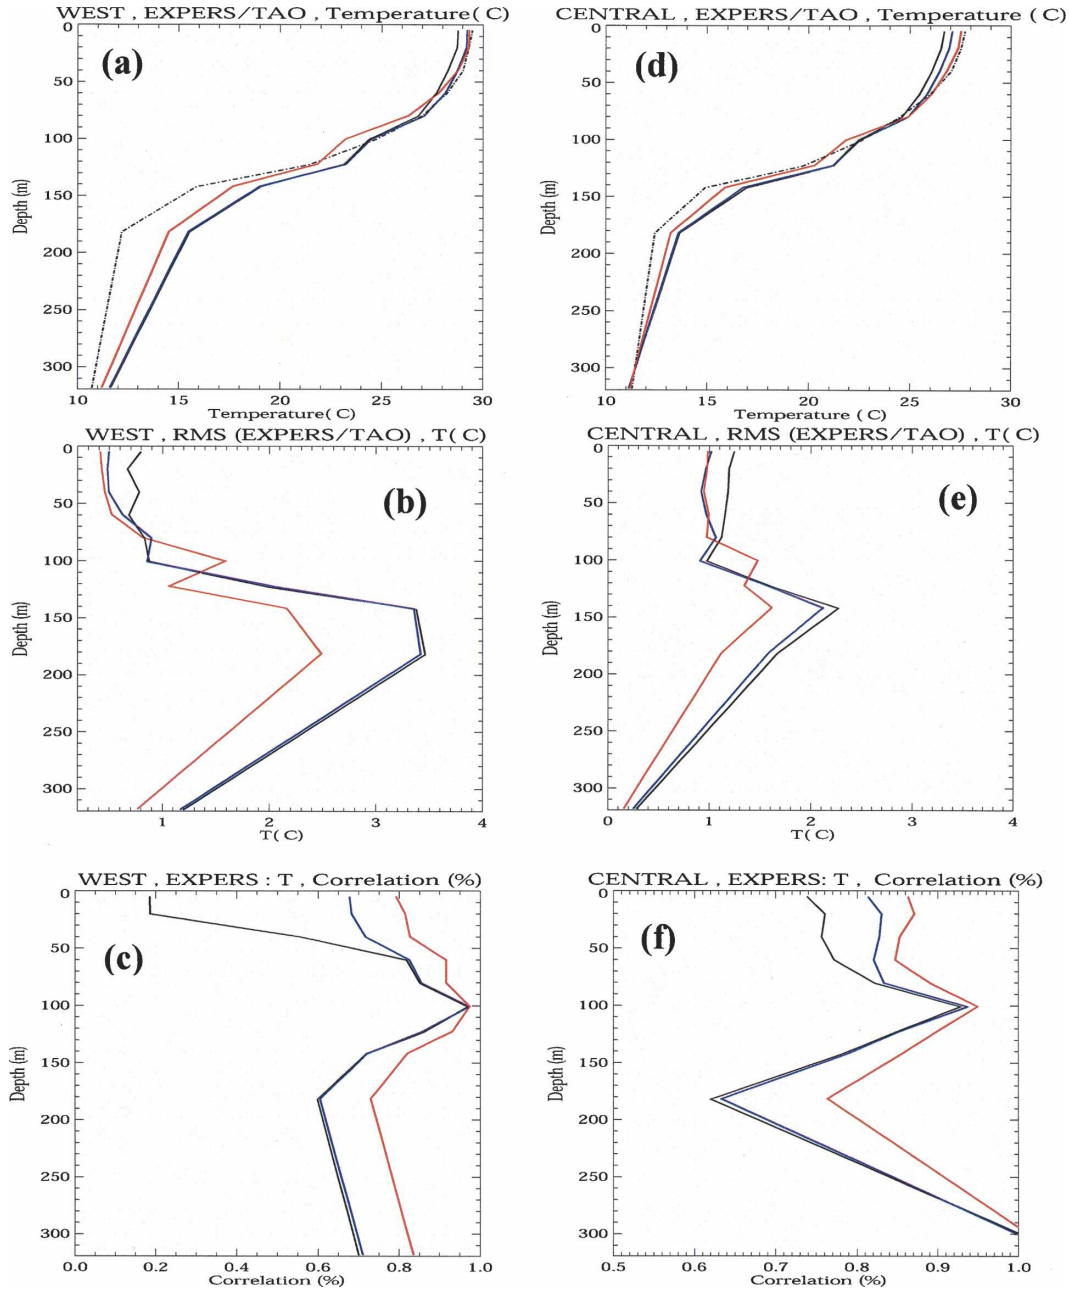 WEST , EXPERS/TAO , Temperature( C)
0
50
100
150
200
250
300
Depth (m)
(a)
10 15 20 25 30
Temperature( C)
CENTRAL , EXPERS/TAO , Temperature ( C)
0
50
100
150
200
250
300
Depth (m)
(d)
10 15 20 25 30
Temperature ( C)
WEST , RMS (EXPERS/TAO) , T( C)
0
50
100
150
200
250
300
Depth (m)
(b)
1 2 3 4
T( C)
CENTRAL , RMS (EXPERS/TAO) , T( C)
0
50
100
150
200
250
300
Depth (m)
(e)
0 1 2 3 4
T( C)
WEST , EXPERS : T , Correlation (%)
0
50
100
150
200
250
300
Depth (m)
(c)
0.0 0.2 0.4 0.6 0.8 1.0
Correlation (%)
CENTRAL , EXPERS: T , Correlation (%)
0
50
100
150
200
250
300
Depth (m)
(f)
0.5 0.6 0.7 0.8 0.9 1.0
Correlation (%)